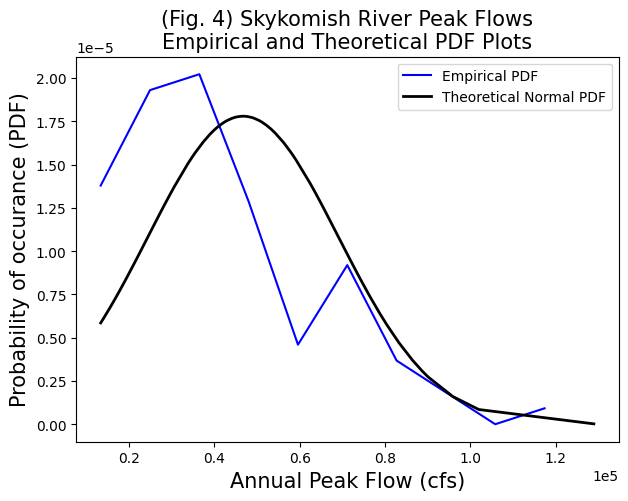 (Fig. 4) Skykomish River Peak Flows
Empirical and Theoretical PDF Plots
1e−5
Empirical PDF
Theoretical Normal PDF
Probability of occurance (PDF)
2.00
1.75
1.50
1.25
1.00
0.75
0.50
0.25
0.00
0.2 0.4 0.6 0.8 1.0 1.2
1e5
Annual Peak Flow (cfs)